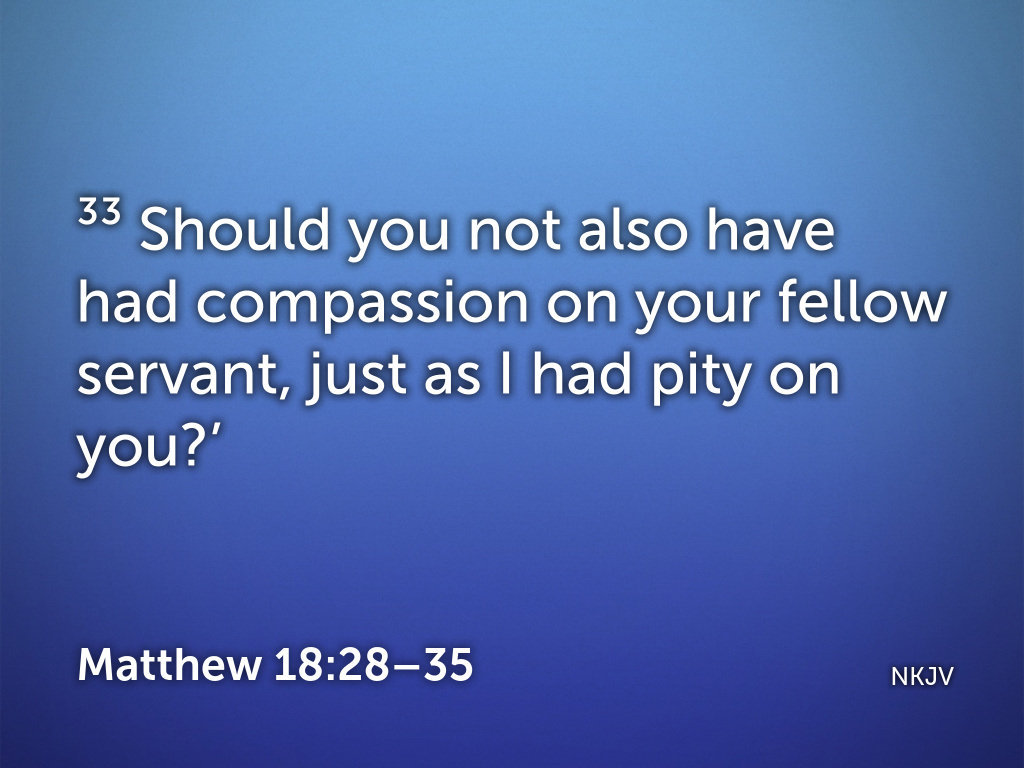 33 Should you not also have
had compassion on your fellow
servant, just as I had pity on
you?’
Matthew 18:28–35
NKJV